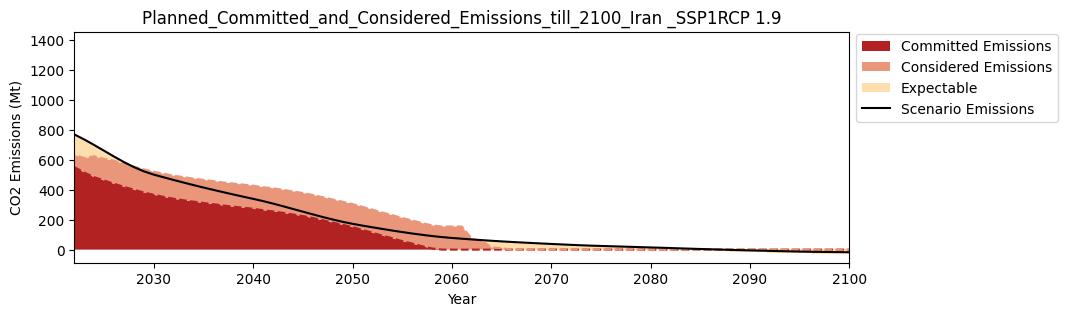 Planned_Committed_and_Considered_Emissions_till_2100_Iran _SSP1RCP 1.9
1400
1200
1000
800
600
400
200
0
CO2 Emissions (Mt)
2030 2040 2050 2060 2070 2080 2090 2100
Year
Committed Emissions
Considered Emissions
Expectable
Scenario Emissions